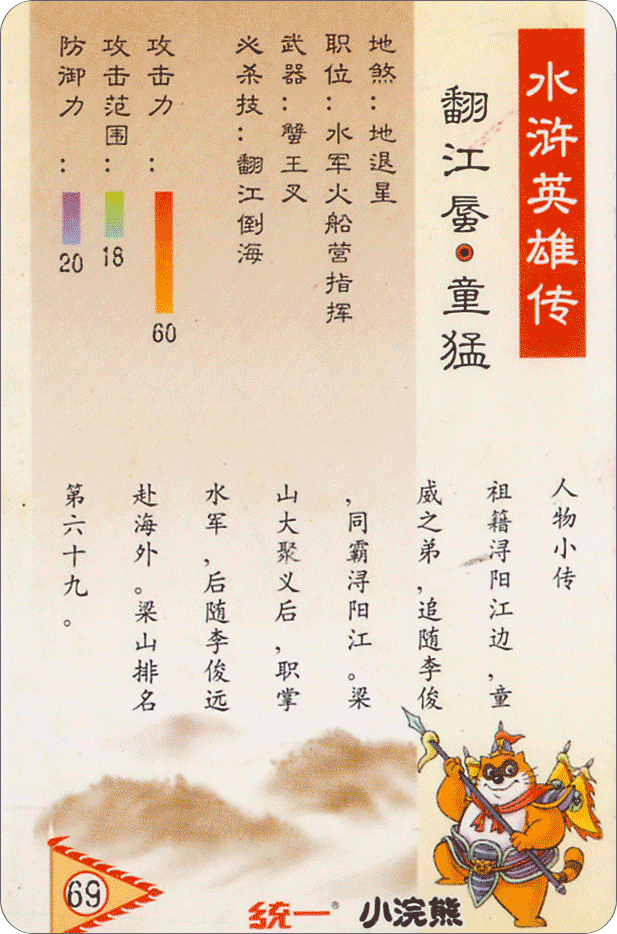 水浒英雄传
翻江蜃·童猛
地煞：地退星
职位：水军火船营指挥
武器：蟹王叉
必杀技：翻江倒海
攻击力：
60
攻击范围：
18
防御力：
20
人物小传
祖籍浔阳江边，童
威之弟，追随李俊
，同霸浔阳江。梁
山大聚义后，职掌
水军，后随李俊远
赴海外。梁山排名
第六十九。
69
统一 小浣熊